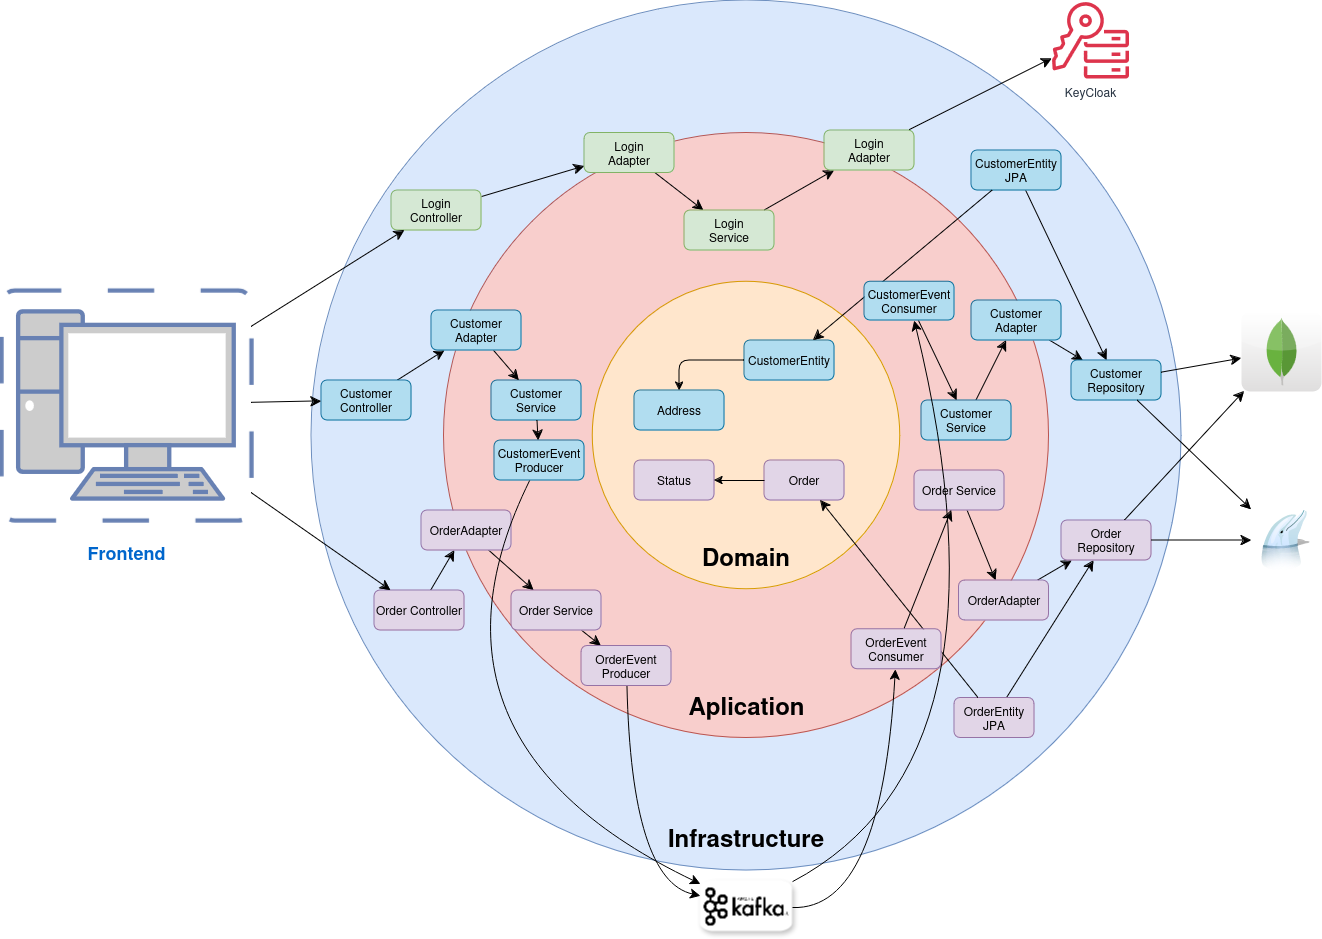 KeyCloak
Login
Adapter
Login
Adapter
CustomerEntity
JPA
Login
Controller
Login
Service
CustomerEvent
Consumer
Customer
Adapter
Customer
Adapter
CustomerEntity
Customer
Repository
Customer
Controller
Customer
Service
Address
Customer
Service
CustomerEvent
Producer
Status
Order
Order Service
OrderAdapter
Order
Repository
Frontend
Domain
Order Controller
Order Service
OrderAdapter
OrderEvent
Producer
OrderEvent
Consumer
Aplication
OrderEntity
JPA
Infrastructure
kafka